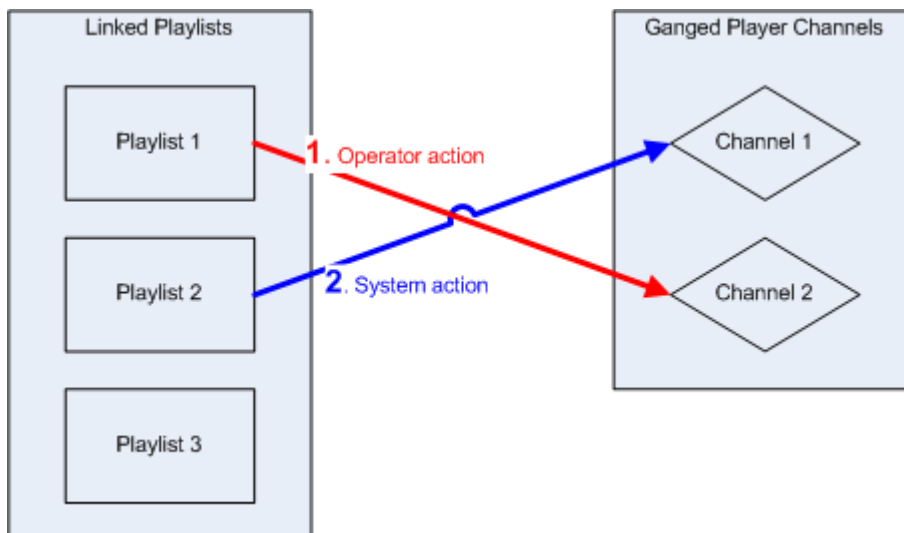 Linked Playlists
Playlist 1
Playlist 2
Playlist 3
1. Operator action
2. System action
Ganged Player Channels
Channel 1
Channel 2